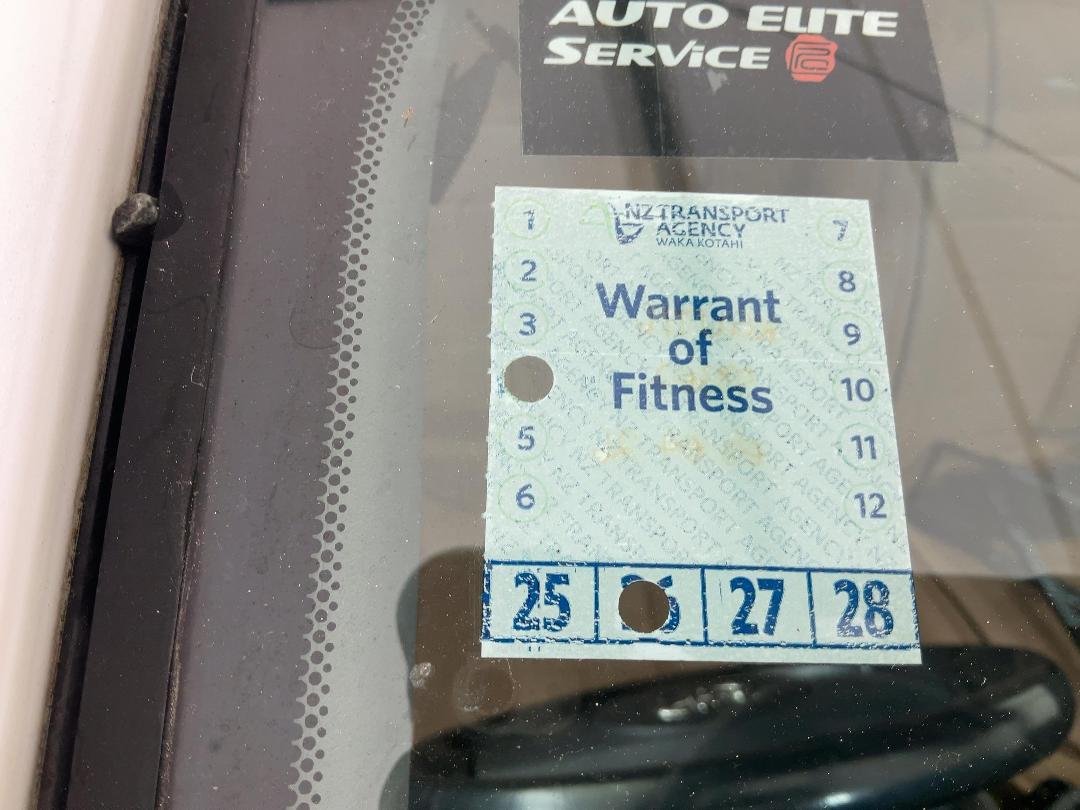 AUTO ELITE
SERVICE
NZ TRANSPORT
AGENCY
WAKA KOTAHI
1
7
2
8
Warrant
of
Fitness
3
9
10
5
11
6
12
25
26
27
28